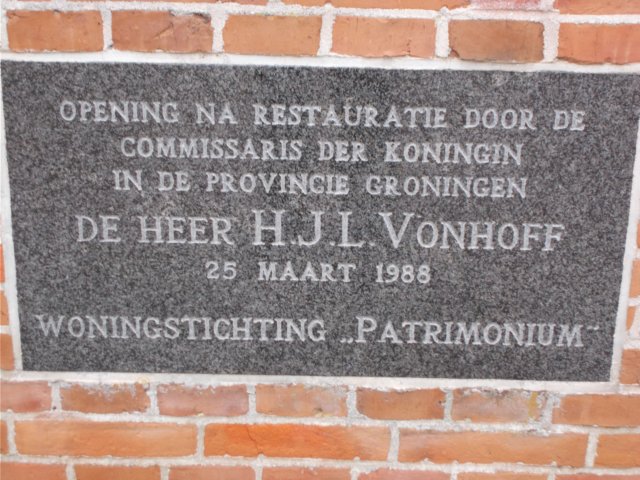 OPENING NA RESTAURATIE DOOR DE
COMMISSARIS DER KONINGIN
IN DE PROVINCIE GRONINGEN
DE HEER H.J.L. VONHOFF
25 MAART 1988
WONINGSTICHTING „PATRIMONIUM”